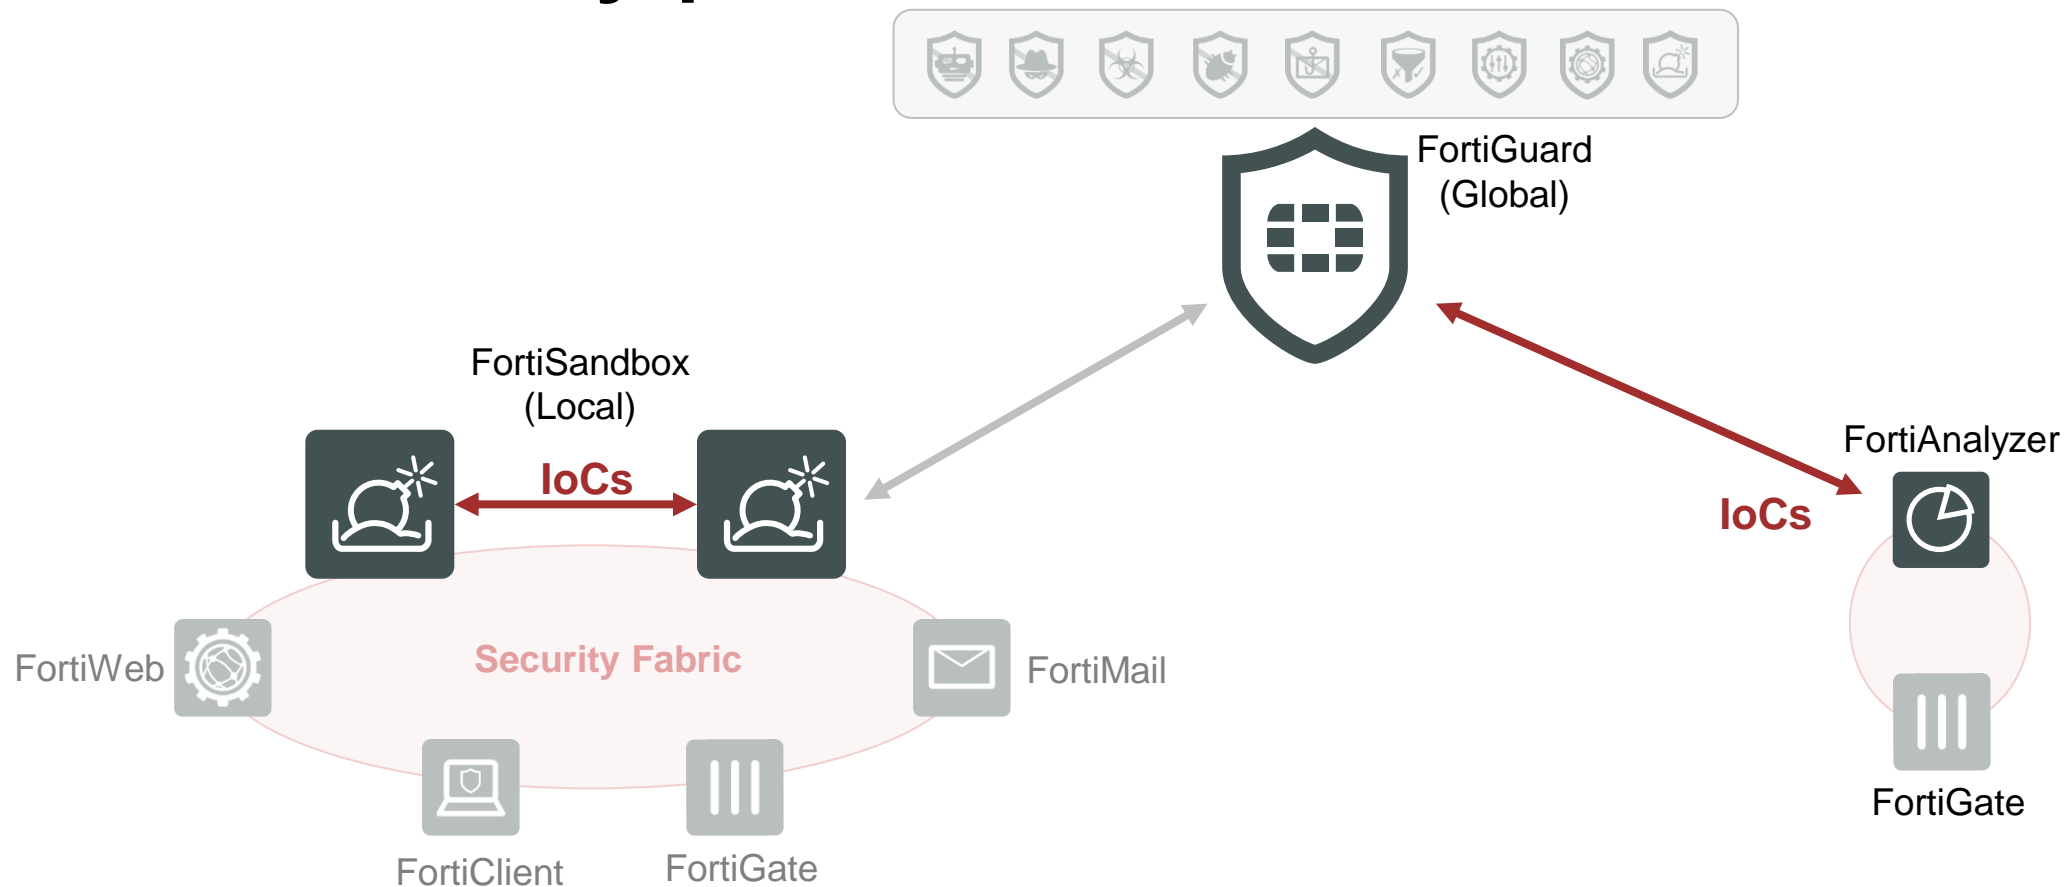 FortiGuard
(Global)
FortiSandbox
(Local)
IoCs
FortiAnalyzer
IoCs
Security Fabric
FortiWeb
FortiMail
FortiGate
FortiClient
FortiGate